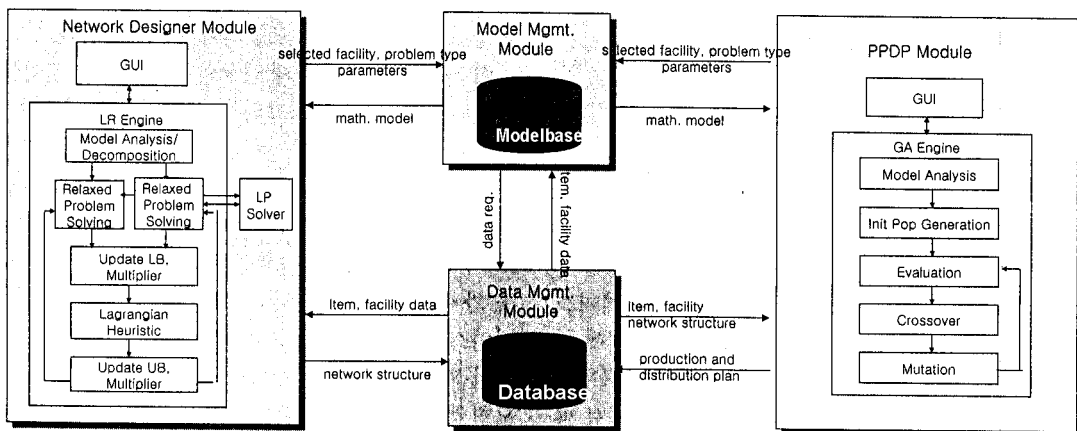 Network Designer Module
GUI
LR Engine
Model Analysis/
Decomposition
Relaxed
Problem
Solving
Relaxed
Problem
Solving
LP
Solver
Update LB,
Multiplier
Lagrangian
Heuristic
Update UB,
Multiplier
selected facility, problem type
parameters
math. model
Item, facility data
network structure
Model Mgmt.
Module
Modelbase
data req.
Item, facility data
Data Mgmt.
Module
Database
selected facility, problem type
parameters
math. model
Item, facility
network structure
production and
distribution plan
PPDP Module
GUI
GA Engine
Model Analysis
Init Pop Generation
Evaluation
Crossover
Mutation